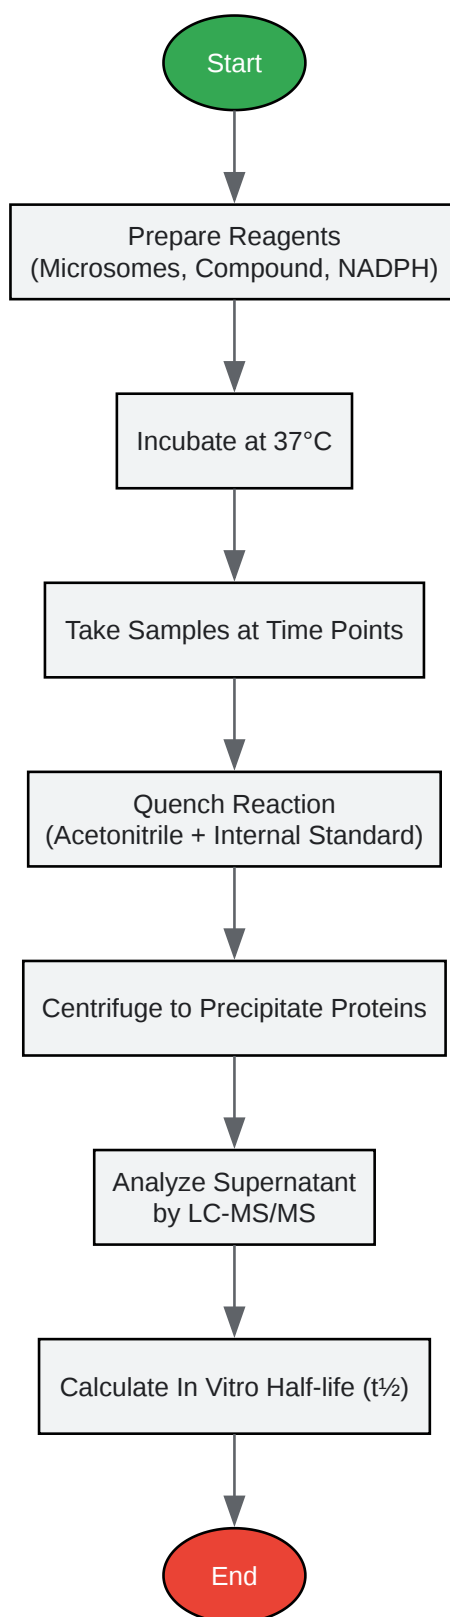 Start
Prepare Reagents
(Microsomes, Compound, NADPH)
Incubate at 37°C
Take Samples at Time Points
Quench Reaction
(Acetonitrile + Internal Standard)
Centrifuge to Precipitate Proteins
Analyze Supernatant
by LC-MS/MS
Calculate In Vitro Half-life (t½)
End